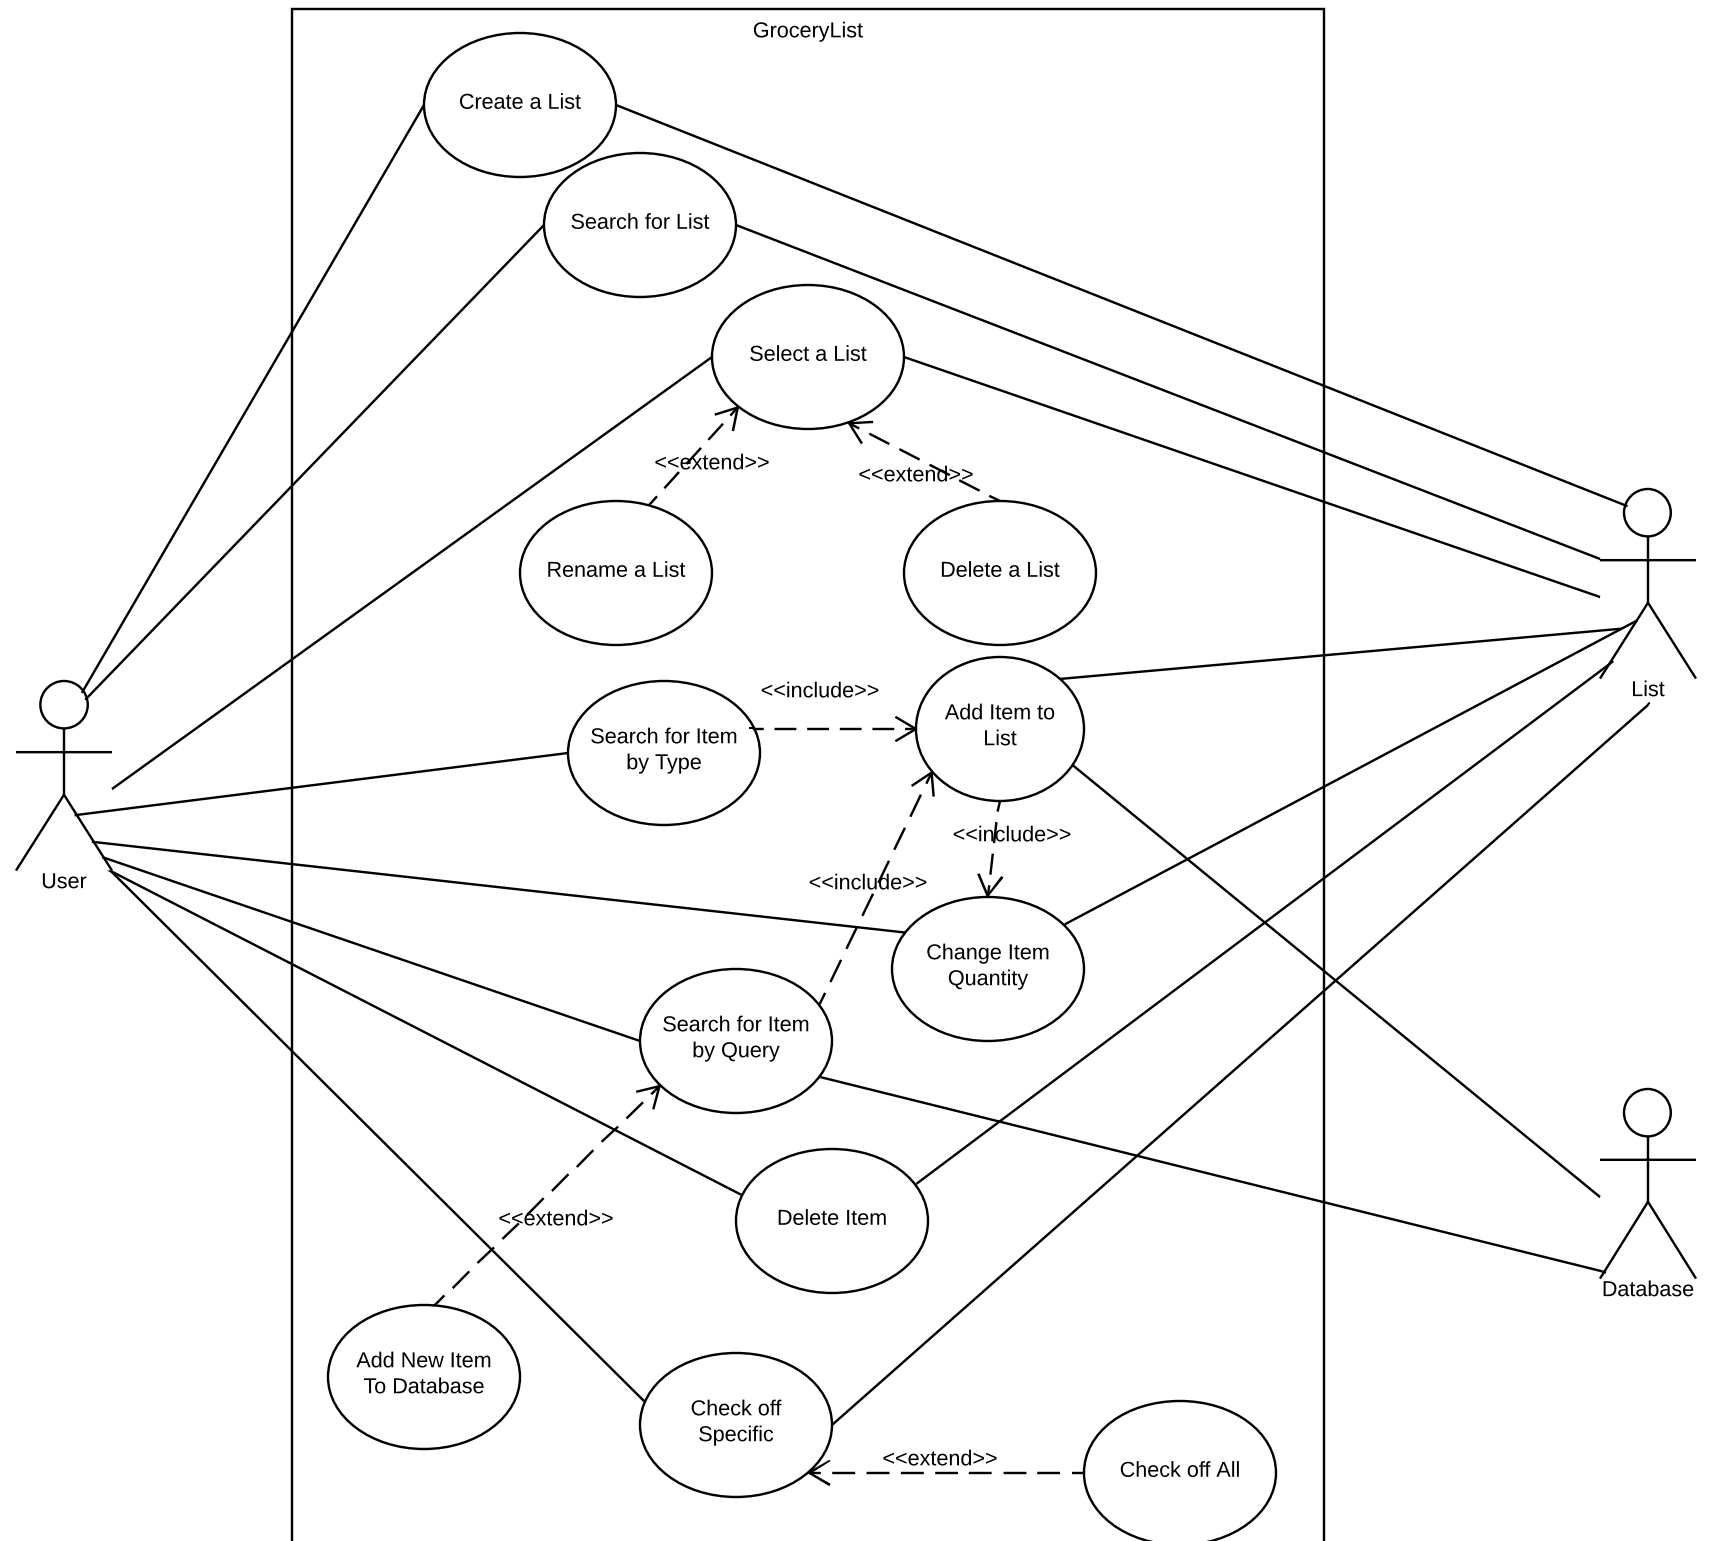 GroceryList
Create a List
Search for List
Select a List
<<extend>>
<<extend>>
Rename a List
Delete a List
List
<<include>>
Search for Item
by Type
Add Item to
List
<<include>>
User
<<include>>
Change Item
Quantity
Search for Item
by Query
<<extend>>
Delete Item
Database
Add New Item
To Database
Check off
Specific
<<extend>>
Check off All